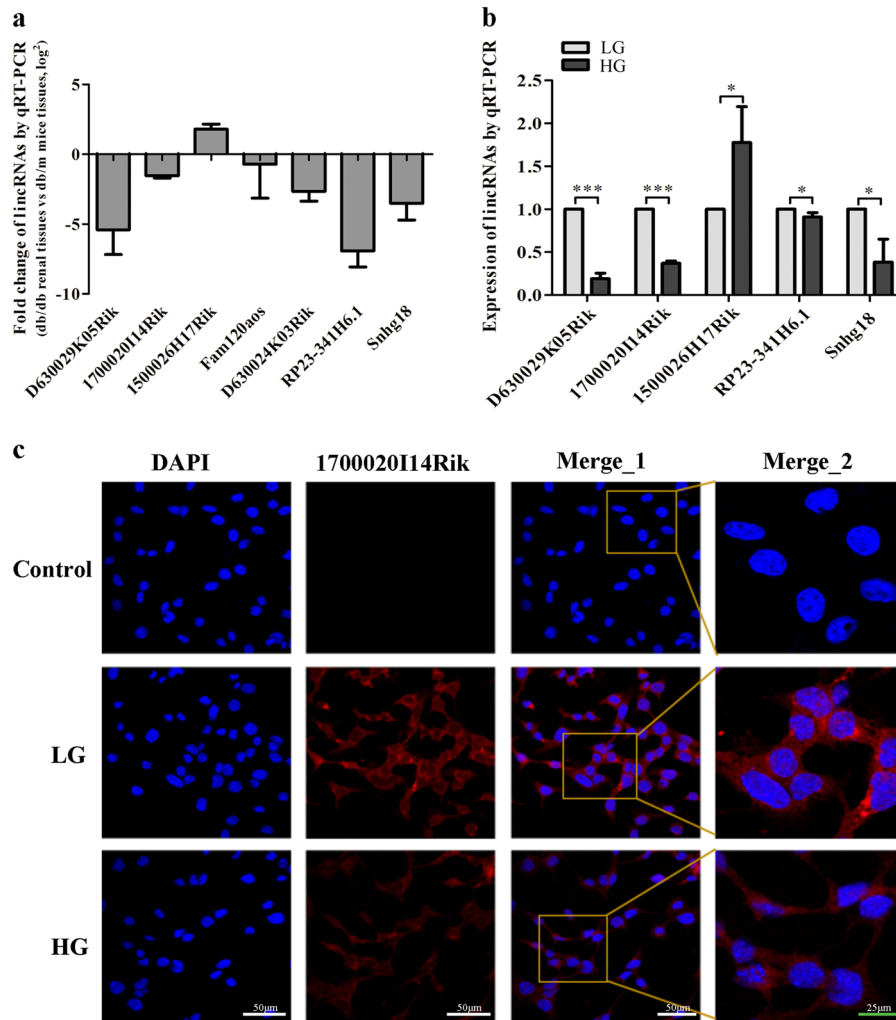 a
Fold change of lincRNAs by qRT-PCR
(db/db renal tissues vs db/m mice tissues, log²)
5
0
-5
-10
D630029K05Rik
1700020I14Rik
1500026H17Rik
Fam120aos
D630024K03Rik
RP23-341H6.1
Snhg18
b
LG
HG
Expression of lincRNAs by qRT-PCR
2.5
2.0
1.5
1.0
0.5
0.0
***
***
*
*
*
D630029K05Rik
1700020I14Rik
1500026H17Rik
RP23-341H6.1
Snhg18
c
DAPI
1700020I14Rik
Merge_1
Merge_2
Control
LG
HG
50μm
50μm
50μm
25μm